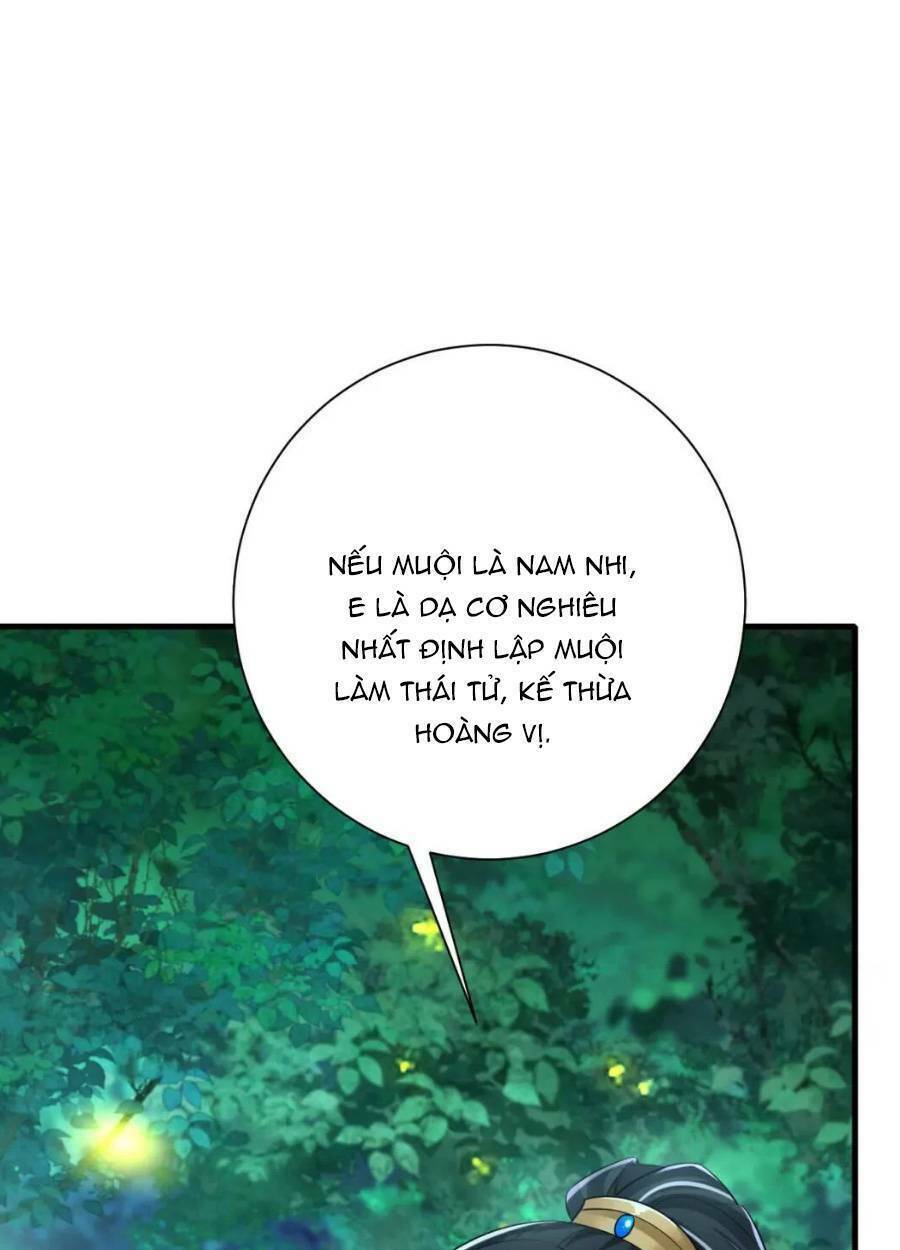 NẾU MUỘI LÀ NAM NHI,
E LÀ DẠ CƠ NGHIÊU
NHẤT ĐỊNH LẬP MUỘI
LÀM THÁI TỬ, KẾ THỪA
HOÀNG VỊ.